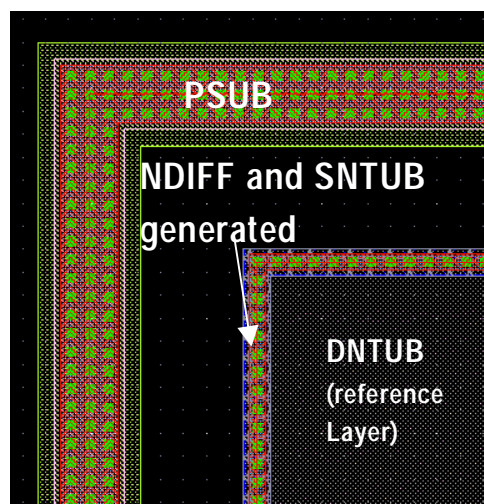 PSUB
NDIFF and SNTUB
generated
DNTUB
(reference
Layer)